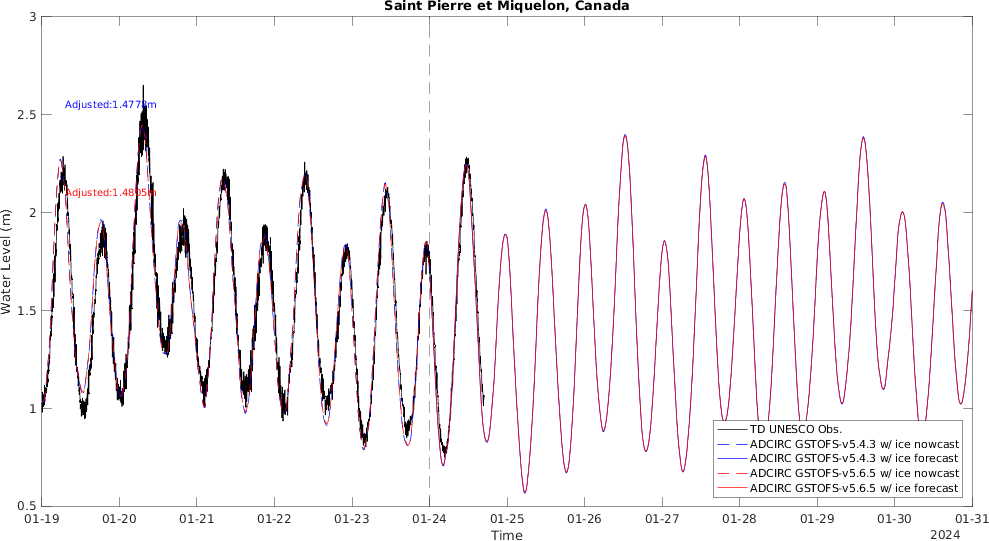 Saint Pierre et Miquelon, Canada
3
2.5
2
1.5
1
0.5
Water Level (m)
Adjusted:1.4778m
Adjusted:1.4805m
TD UNESCO Obs.
ADCIRC GSTOFS-v5.4.3 w/ ice nowcast
ADCIRC GSTOFS-v5.4.3 w/ ice forecast
ADCIRC GSTOFS-v5.6.5 w/ ice nowcast
ADCIRC GSTOFS-v5.6.5 w/ ice forecast
01-19 01-20 01-21 01-22 01-23 01-24 01-25 01-26 01-27 01-28 01-29 01-30 01-31
Time
2024